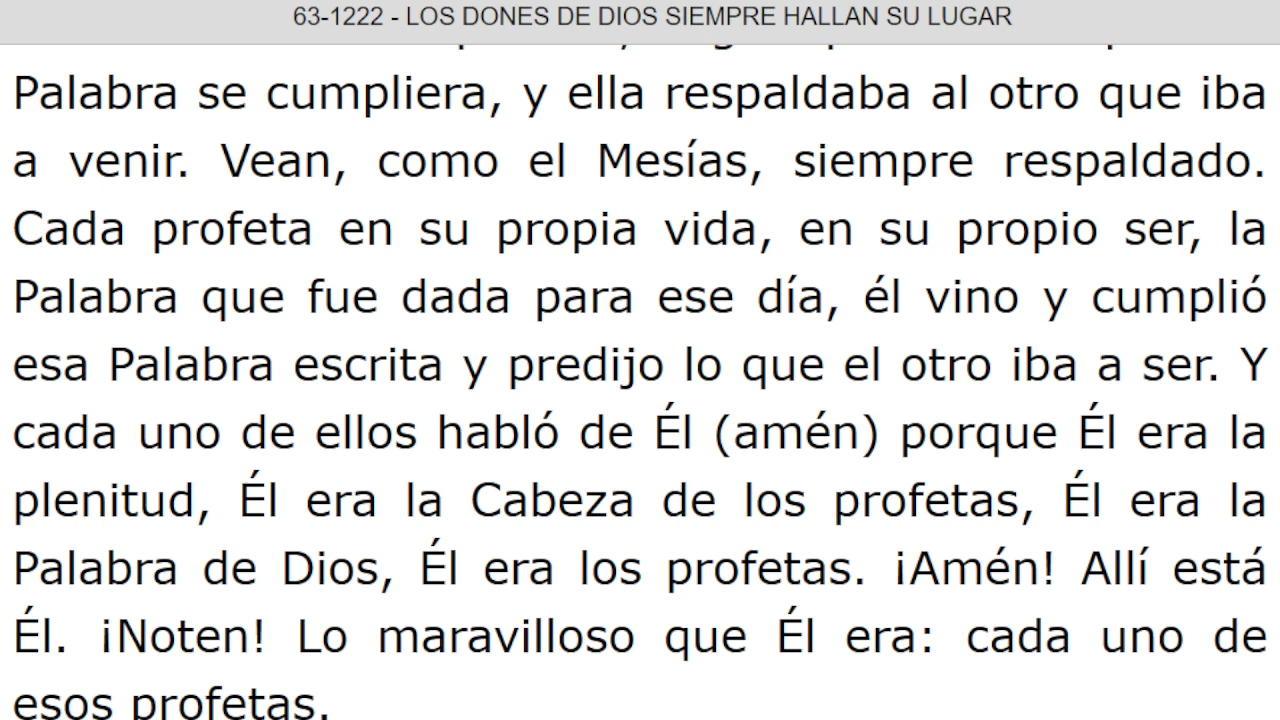 63-1222 - LOS DONES DE DIOS SIEMPRE HALLAN SU LUGAR
Palabra se cumpliera, y ella respaldaba al otro que iba
a venir. Vean, como el Mesías, siempre respaldado.
Cada profeta en su propia vida, en su propio ser, la
Palabra que fue dada para ese día, él vino y cumplió
esa Palabra escrita y predijo lo que el otro iba a ser. Y
cada uno de ellos habló de Él (amén) porque Él era la
plenitud, Él era la Cabeza de los profetas, Él era la
Palabra de Dios, Él era los profetas. ¡Amén! Allí está
Él. ¡Noten! Lo maravilloso que Él era: cada uno de
esos profetas.